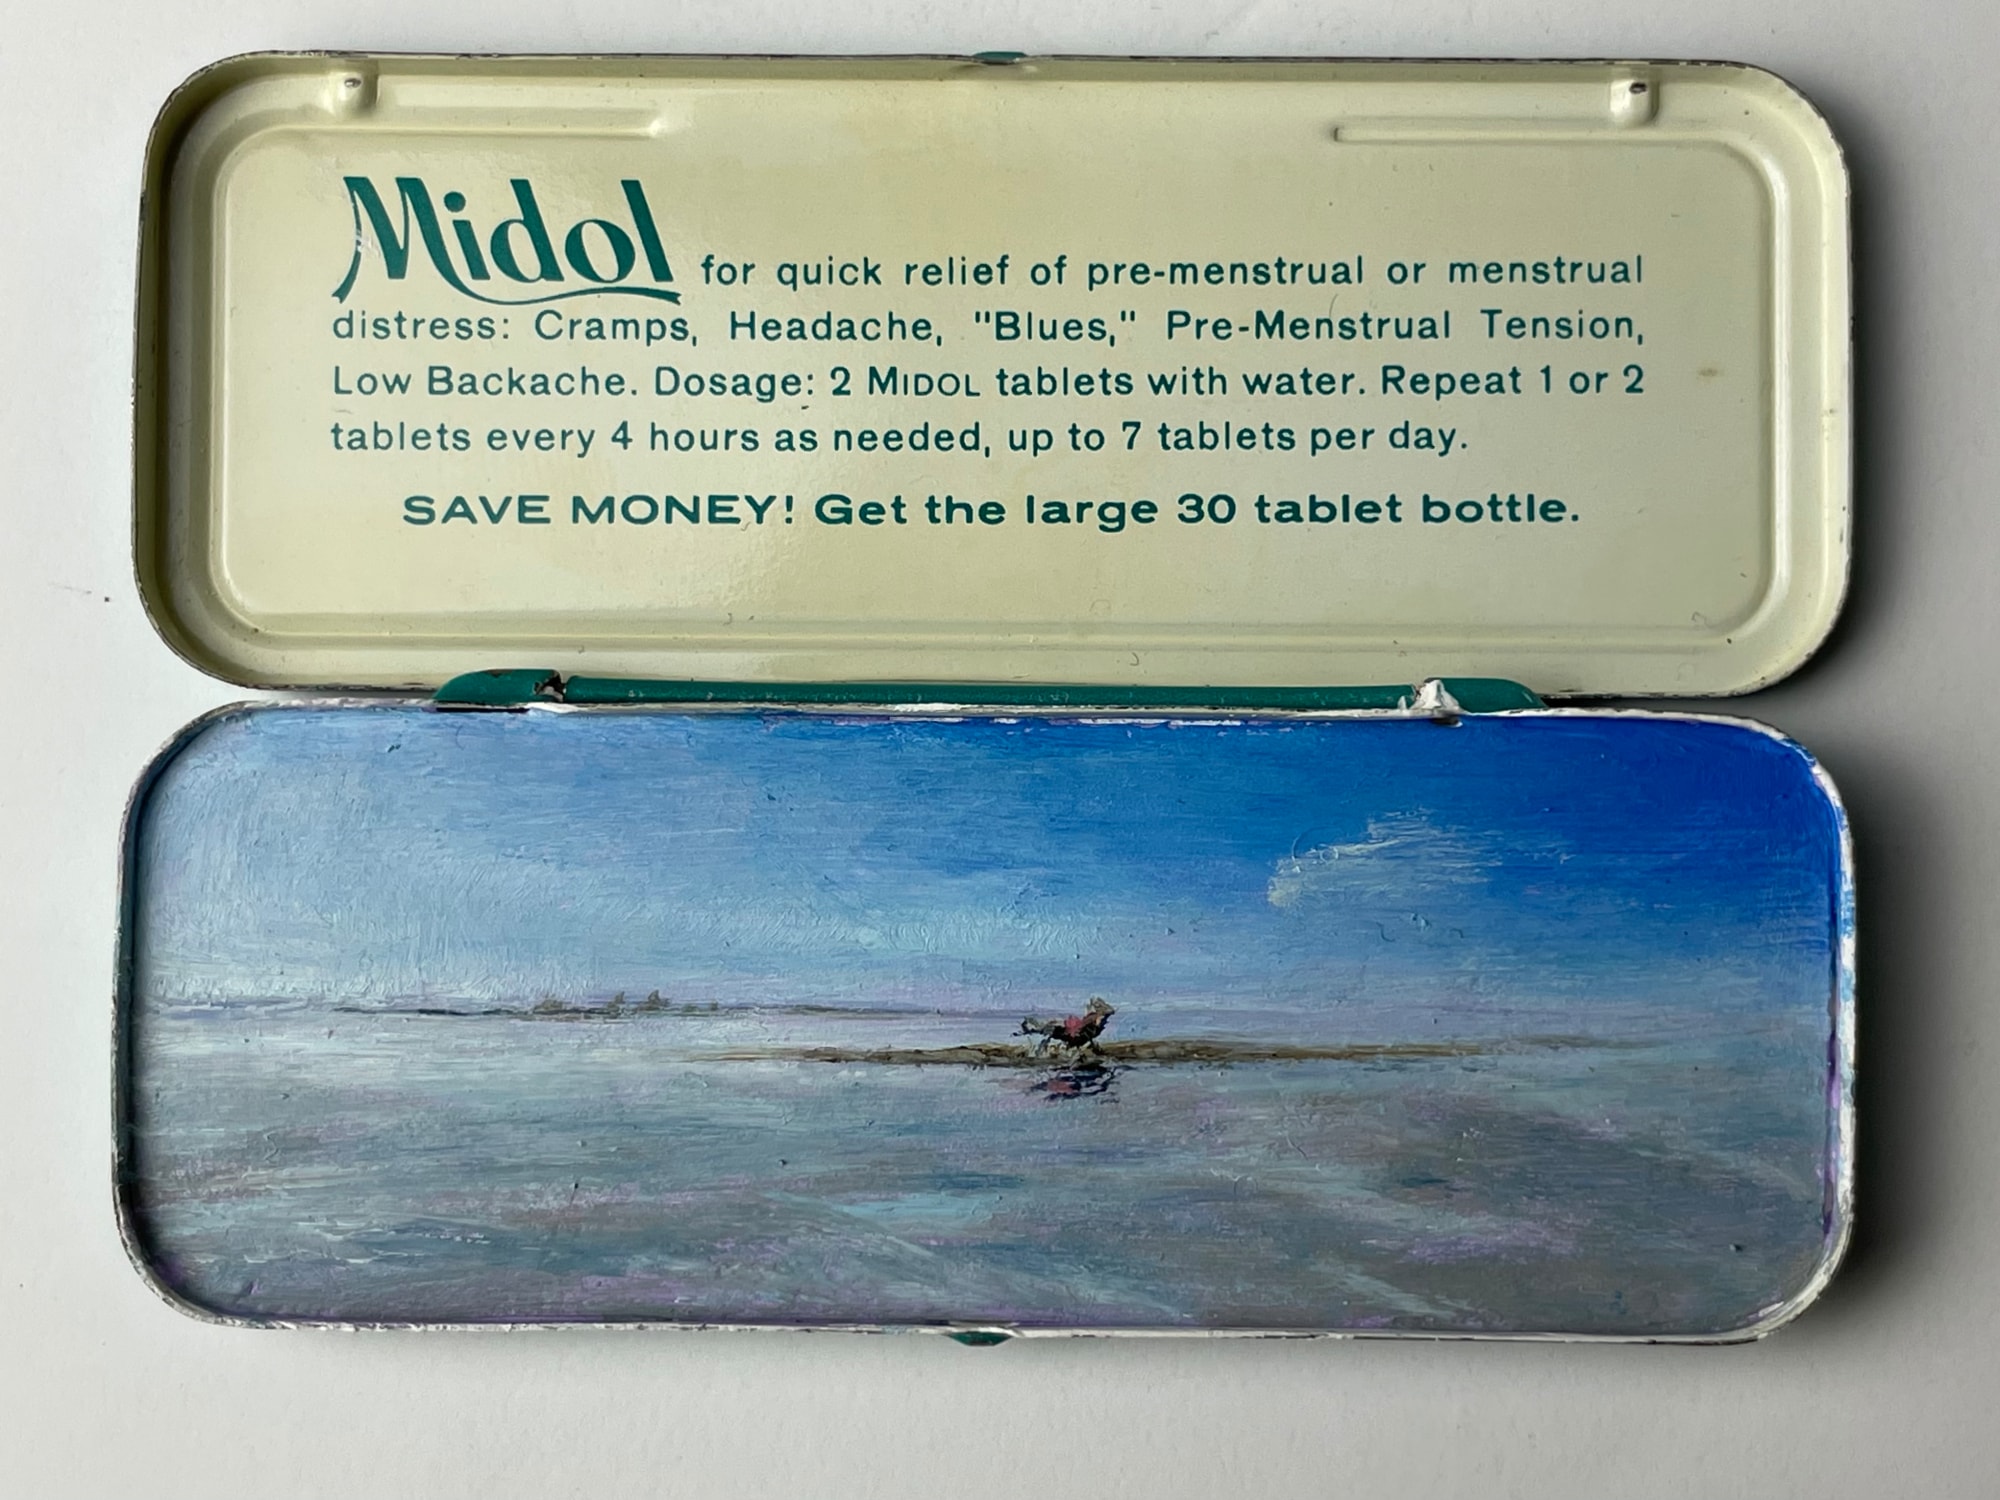 Midol for quick relief of pre-menstrual or menstrual
distress: Cramps, Headache, "Blues," Pre-Menstrual Tension,
Low Backache. Dosage: 2 MIDOL tablets with water. Repeat 1 or 2
tablets every 4 hours as needed, up to 7 tablets per day.
SAVE MONEY! Get the large 30 tablet bottle.